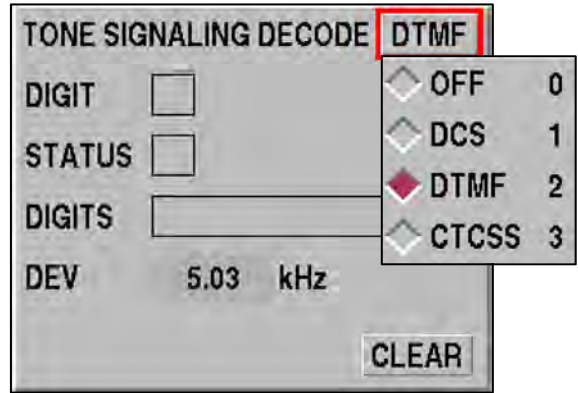 TONE SIGNALING DECODE DTMF
DIGIT
STATUS
DIGITS
DEV 5.03 kHz
CLEAR
OFF 0
DCS 1
DTMF 2
CTCSS 3